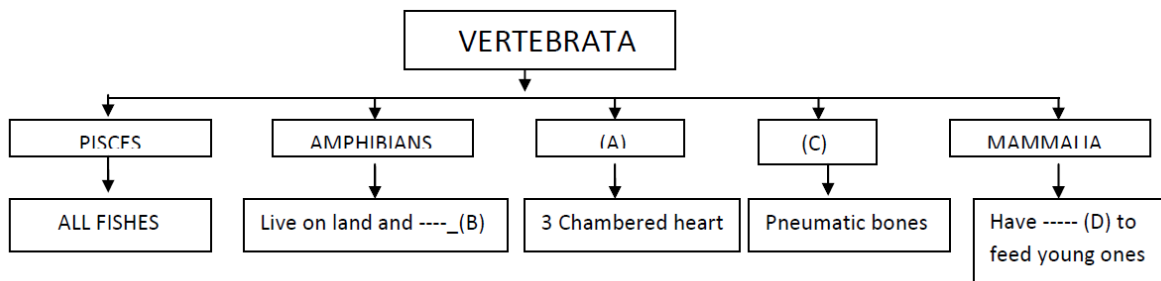 VERTEBRATA
PISCES
AMPHIBIANS
(A)
(C)
MAMMALIA
ALL FISHES
Live on land and ----_(B)
3 Chambered heart
Pneumatic bones
Have ----- (D) to
feed young ones